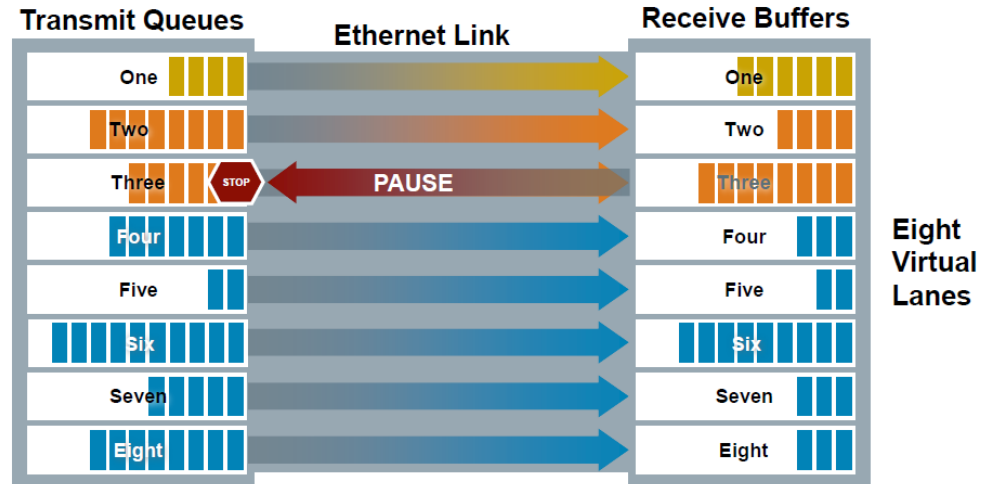 Transmit Queues
Ethernet Link
Receive Buffers
One
One
Two
Two
Three
STOP
PAUSE
Three
Four
Four
Five
Five
Six
Six
Seven
Seven
Eight
Eight
Eight
Virtual
Lanes